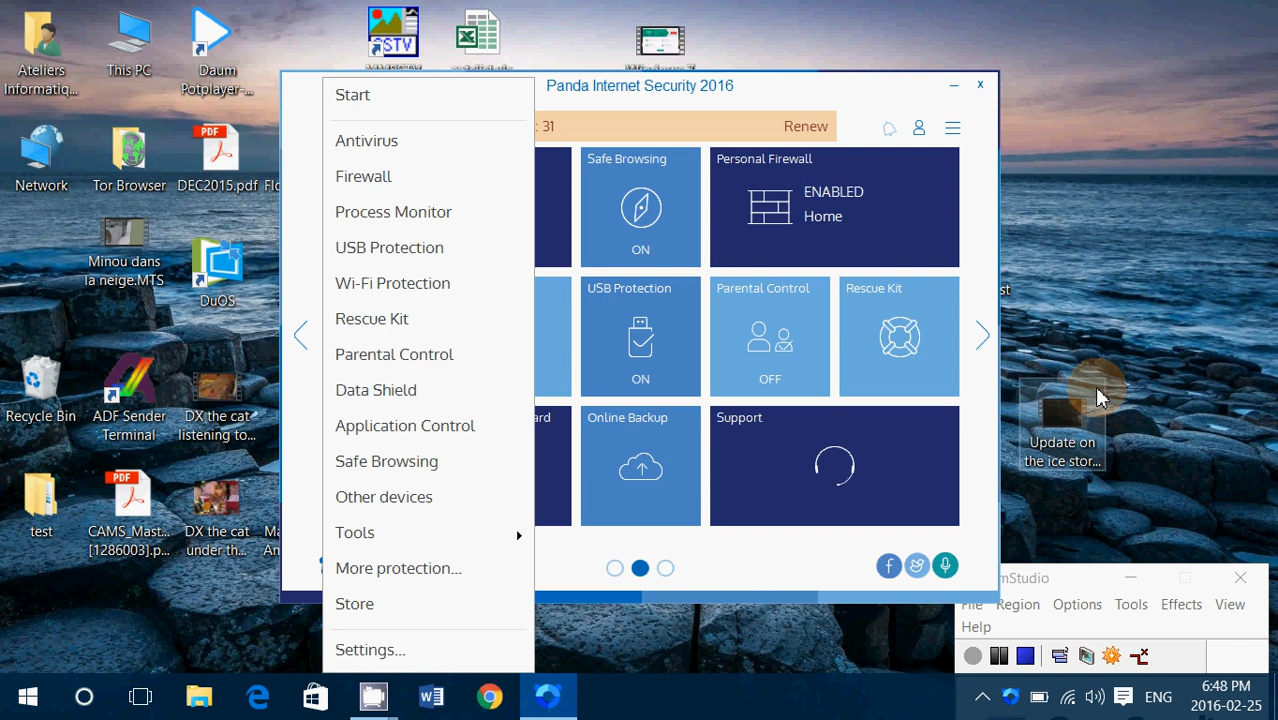 Ateliers
Informatiq...
This PC
Daum
Potplayer-...
SSTV
Network
Tor Browser
PDF
DEC2015.pdf
Minou dans
la neige.MTS
DuOS
Recycle Bin
ADF Sender
Terminal
DX the cat
listening to...
test
PDF
CAMS_Mast...
[1286003].p...
DX the cat
under th...
Start
Antivirus
Firewall
Process Monitor
USB Protection
Wi-Fi Protection
Rescue Kit
Parental Control
Data Shield
Application Control
Safe Browsing
Other devices
Tools
More protection...
Store
Settings...
Panda Internet Security 2016
: 31
Renew
Safe Browsing
ON
Personal Firewall
ENABLED
Home
USB Protection
ON
Parental Control
OFF
Rescue Kit
Online Backup
Support
Update on
the ice stor...
mStudio
File Region Options Tools Effects View
Help
ENG
6:48 PM
2016-02-25